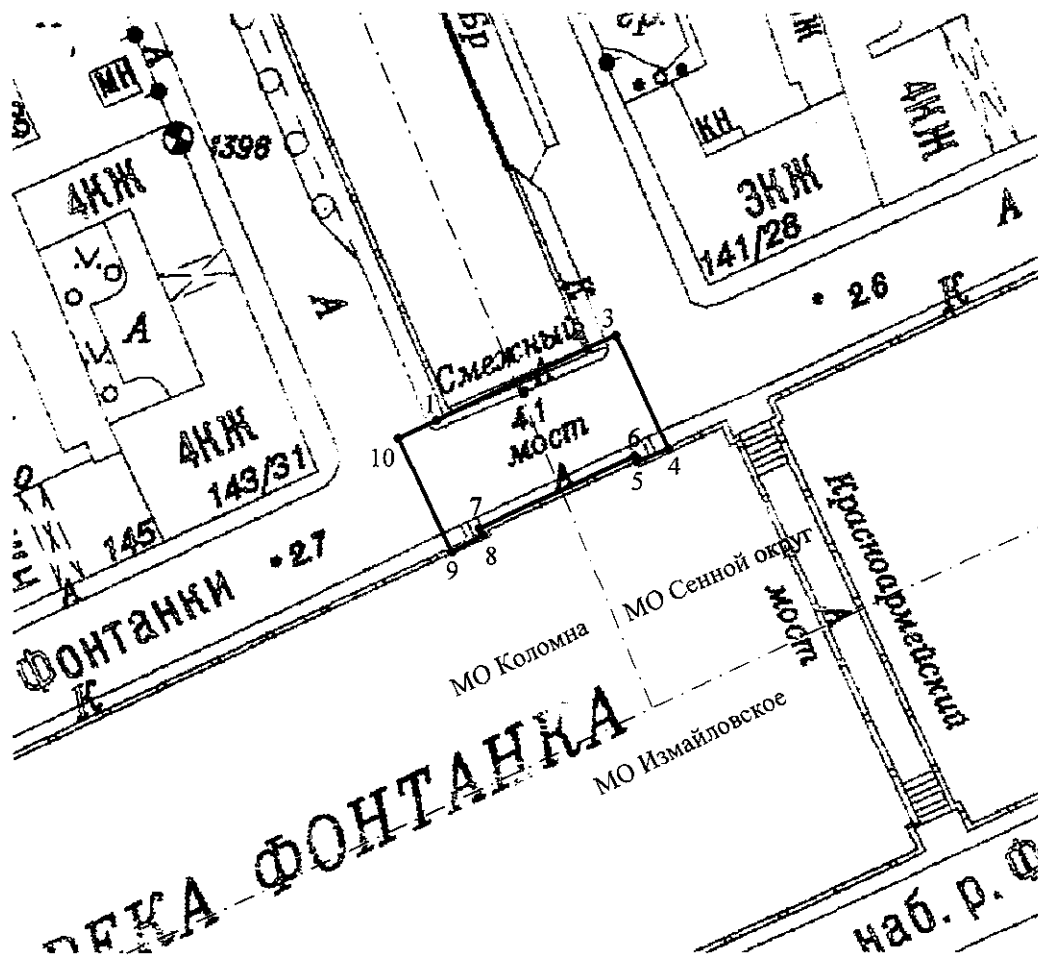 Бр
А
МН
КН
1398
4КЖ
4КЖ
3КЖ
141/28
А
• 26
К
К
А
А
3
Смежный
1
4,1
мост
10
А
6
5
4
7
8
9
4КЖ
143/31
145
• 2.7
А
Фонтанки
К
Красноармейский
мост
А
МО Сенной округ
МО Коломна
МО Измайловское
РЕКА ФОНТАНКА
наб. р. Ф